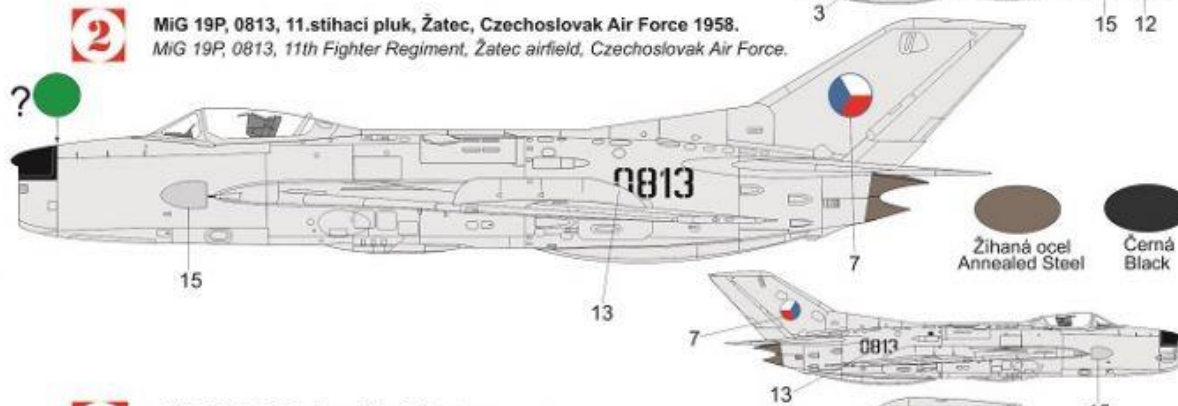 3
15 12
2
MiG 19P, 0813, 11.stihaci pluk, Žatec, Czechoslovak Air Force 1958.
MiG 19P, 0813, 11th Fighter Regiment, Žatec airfield, Czechoslovak Air Force.
?
0813
Žíhaná ocel
Annealed Steel
Černá
Black
15
7
13
7
0813
13